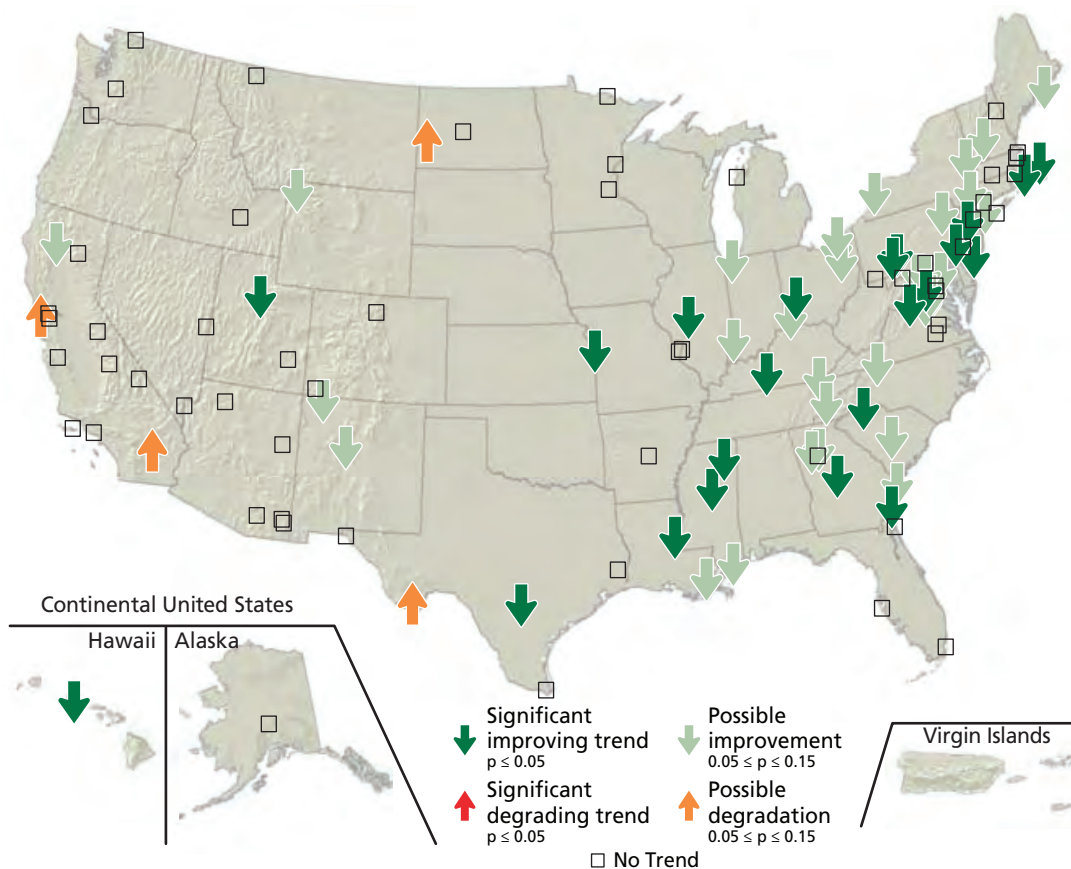 Continental United States
Hawaii
Alaska
Significant
improving trend
p ≤ 0.05
Possible
improvement
0.05 ≤ p ≤ 0.15
Significant
degrading trend
p ≤ 0.05
Possible
degradation
0.05 ≤ p ≤ 0.15
No Trend
Virgin Islands